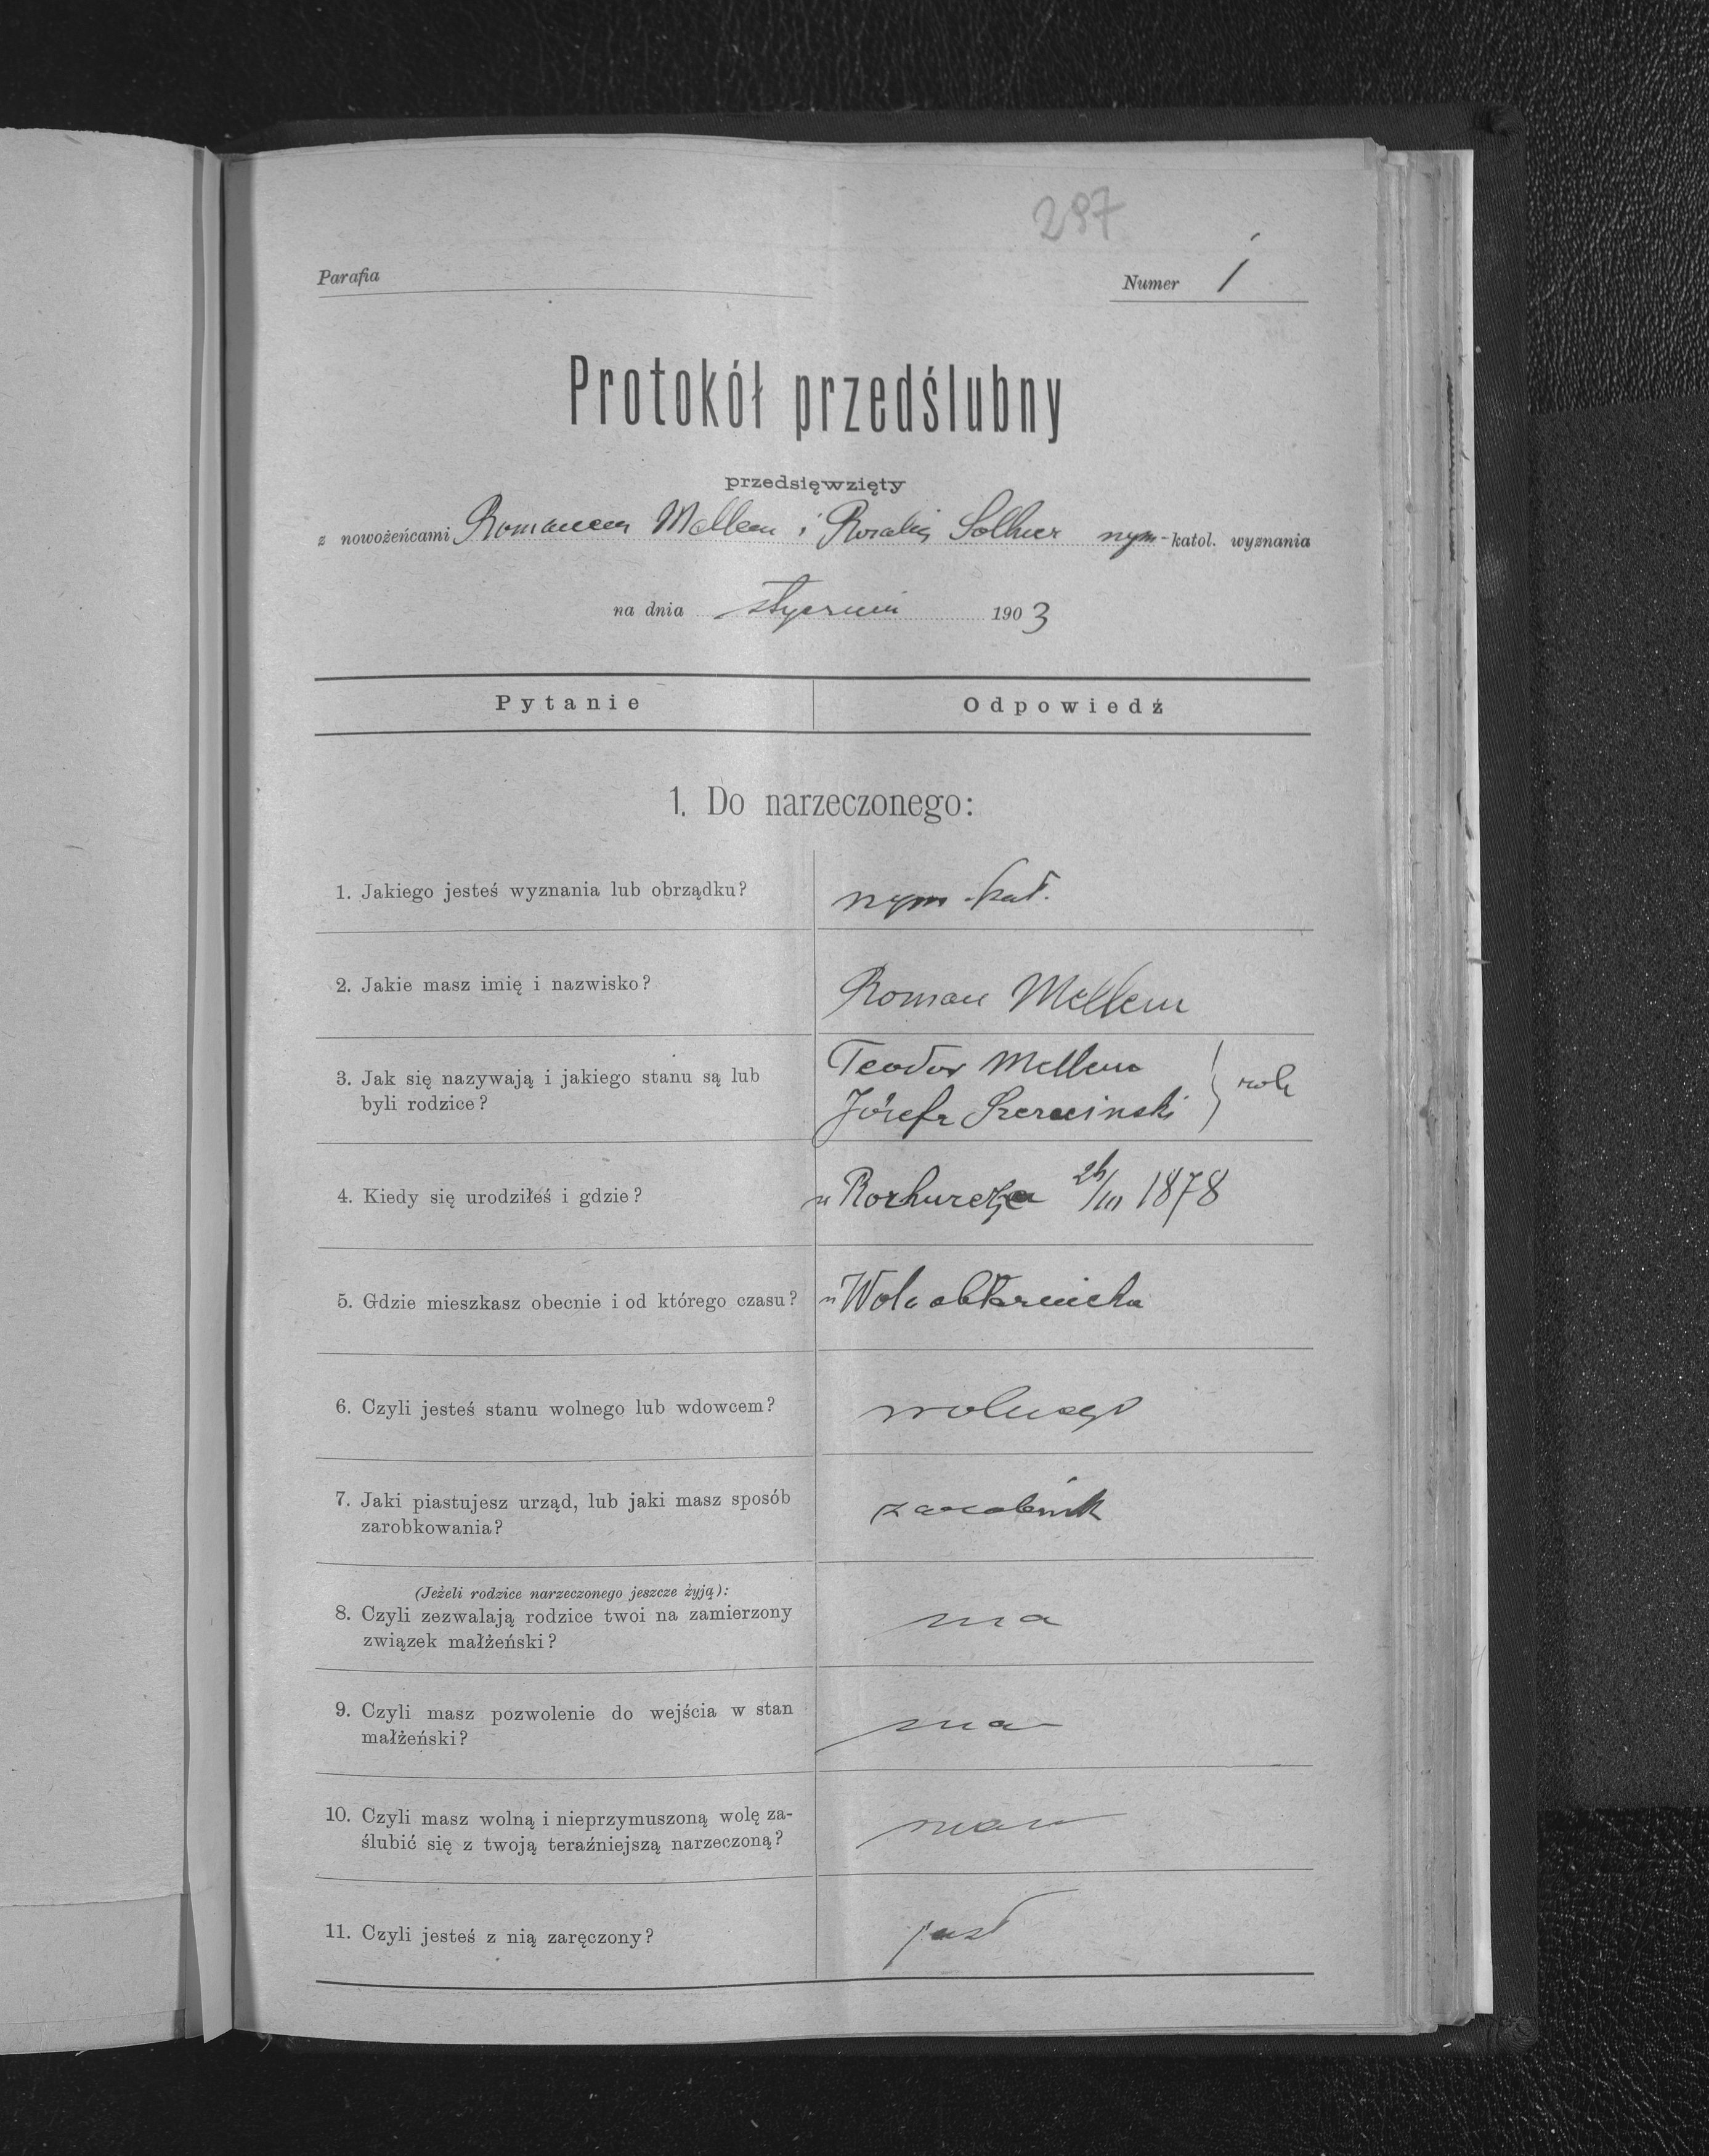 297
Parafia
Numer 1
Protokół przedślubny
przedsięwzięty
z nowożeńcami Romanem Mellem i Rozalią Sollner rzym-katol. wyznania
na dnia stycznia 1903
Pytanie Odpowiedź
1. Do narzeczonego:
1. Jakiego jesteś wyznania lub obrządku? rzym-kat.
2. Jakie masz imię i nazwisko? Roman Mellem
3. Jak się nazywają i jakiego stanu są lub
byli rodzice?
Teodor Mellem
Józefa
4. Kiedy się urodziłeś i gdzie? w 1878
5. Gdzie mieszkasz obecnie i od którego czasu? w Wola
6. Czyli jesteś stanu wolnego lub wdowcem? wolnego
7. Jaki piastujesz urząd, lub jaki masz sposób
zarobkowania?
zarobnik
(Jeżeli rodzice narzeczonego jeszcze żyją):
8. Czyli zezwalają rodzice twoi na zamierzony
związek małżeński?
ma
9. Czyli masz pozwolenie do wejścia w stan
małżeński?
ma
10. Czyli masz wolną i nieprzymuszoną wolę za-
ślubić się z twoją teraźniejszą narzeczoną?
mam
11. Czyli jesteś z nią zaręczony? jest